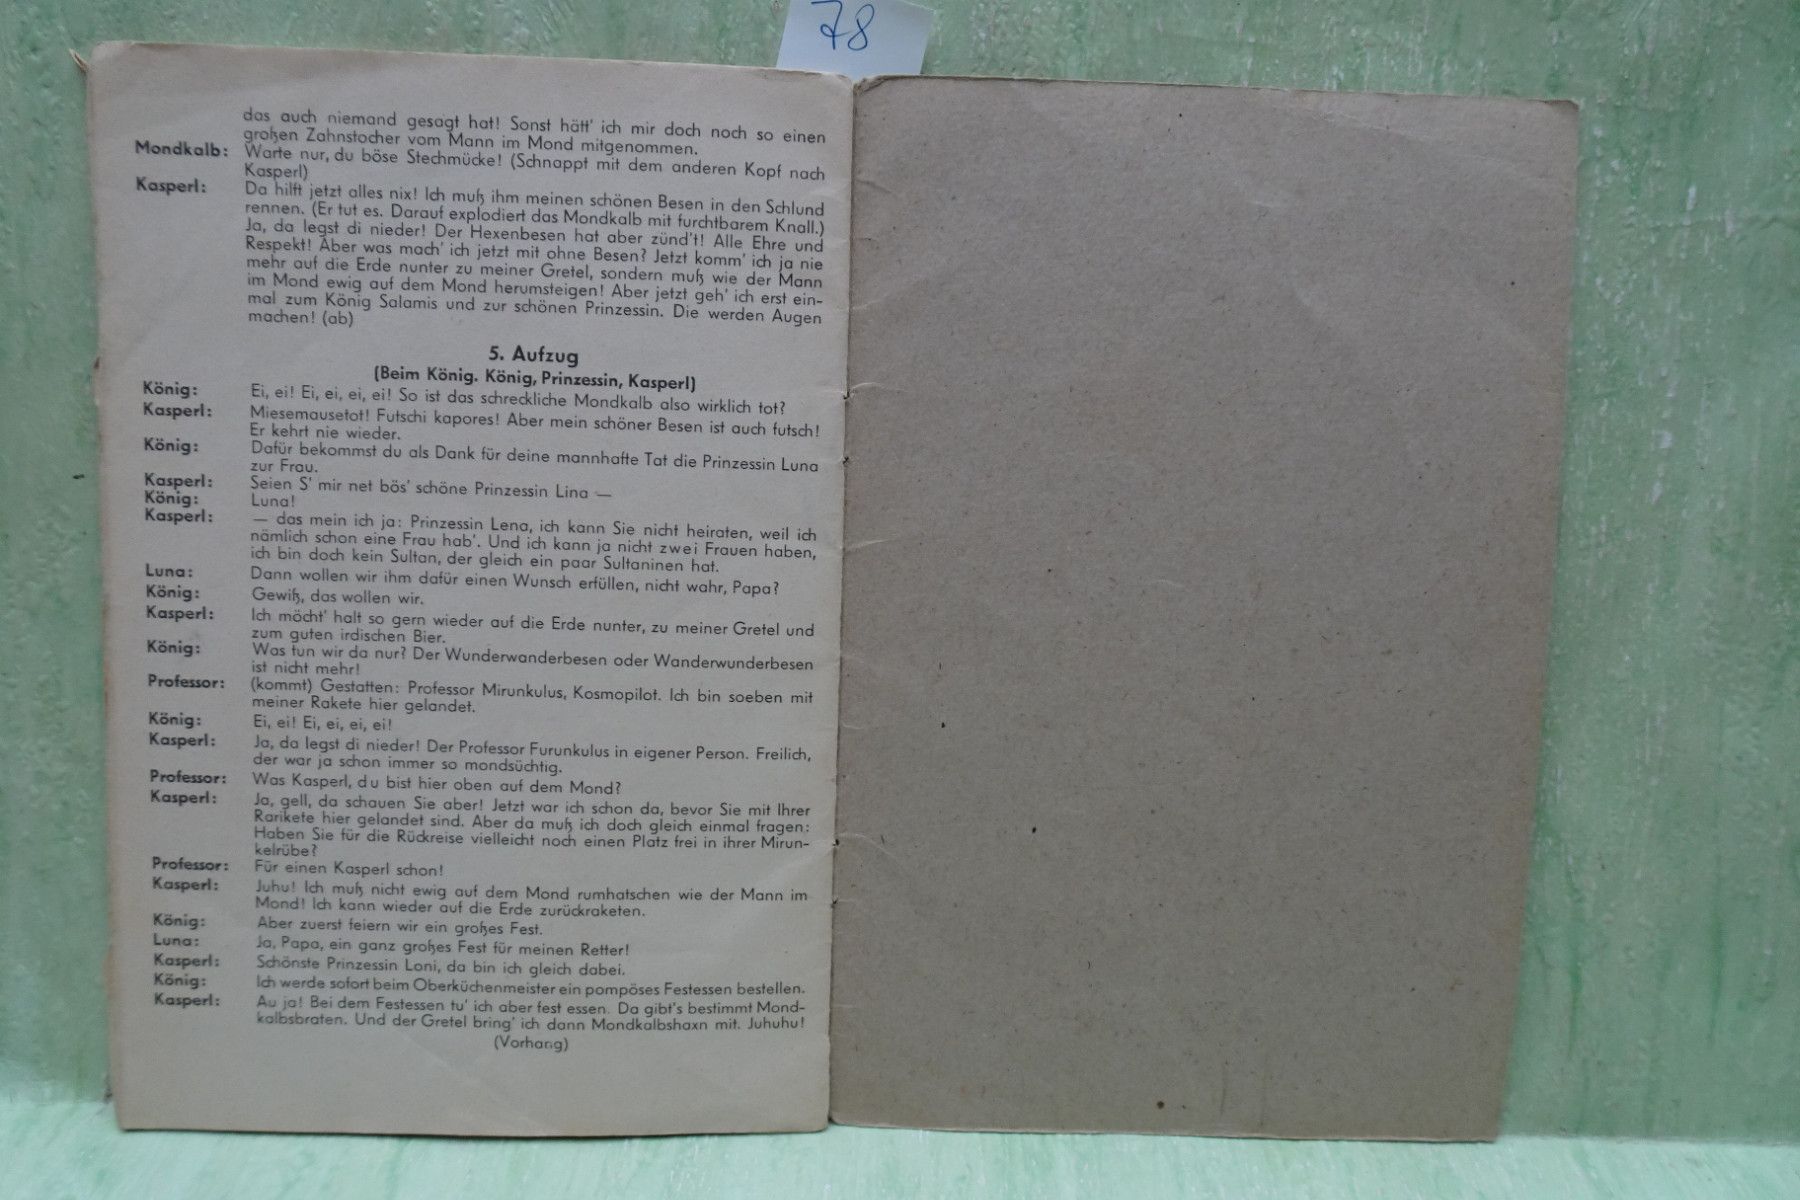 78
das auch niemand gesagt hat! Sonst hätt' ich mir doch noch so einen
großen Zahnstocher vom Mann im Mond mitgenommen.
Mondkalb: Warte nur, du böse Stechmücke! (Schnappt mit dem anderen Kopf nach
Kasperl)
Kasperl: Da hilft jetzt alles nix! Ich muß ihm meinen schönen Besen in den Schlund
rennen. (Er tut es. Darauf explodiert das Mondkalb mit furchtbarem Knall.)
Ja, da legst di nieder! Der Hexenbesen hat aber zünd't! Alle Ehre und
Respekt! Aber was mach' ich jetzt mit ohne Besen? Jetzt komm' ich ja nie
mehr auf die Erde nunter zu meiner Gretel, sondern muß wie der Mann
im Mond ewig auf dem Mond herumsteigen! Aber jetzt geh' ich erst ein-
mal zum König Salamis und zur schönen Prinzessin. Die werden Augen
machen! (ab)
5. Aufzug
(Beim König. König, Prinzessin, Kasperl)
König: Ei, ei! Ei, ei, ei, ei! So ist das schreckliche Mondkalb also wirklich tot?
Kasperl: Miesemausetot! Futschi kapores! Aber mein schöner Besen ist auch futsch!
Er kehrt nie wieder.
König: Dafür bekommst du als Dank für deine mannhafte Tat die Prinzessin Luna
zur Frau.
Kasperl: Seien S' mir net bös' schöne Prinzessin Lina —
König: Luna!
Kasperl: — das mein ich ja: Prinzessin Lena, ich kann Sie nicht heiraten, weil ich
nämlich schon eine Frau hab'. Und ich kann ja nicht zwei Frauen haben,
ich bin doch kein Sultan, der gleich ein paar Sultaninen hat.
Luna: Dann wollen wir ihm dafür einen Wunsch erfüllen, nicht wahr, Papa?
König: Gewiß, das wollen wir.
Kasperl: Ich möcht' halt so gern wieder auf die Erde nunter, zu meiner Gretel und
zum guten irdischen Bier.
König: Was tun wir da nur? Der Wunderwanderbesen oder Wanderwunderbesen
ist nicht mehr!
Professor: (kommt) Gestatten: Professor Mirunkulus, Kosmopilot. Ich bin soeben mit
meiner Rakete hier gelandet.
König: Ei, ei! Ei, ei, ei, ei!
Kasperl: Ja, da legst di nieder! Der Professor Furunkulus in eigener Person. Freilich,
der war ja schon immer so mondsüchtig.
Professor: Was Kasperl, du bist hier oben auf dem Mond?
Kasperl: Ja, gell, da schauen Sie aber! Jetzt war ich schon da, bevor Sie mit Ihrer
Rarikete hier gelandet sind. Aber da muß ich doch gleich einmal fragen:
Haben Sie für die Rückreise vielleicht noch einen Platz frei in ihrer Mirun-
kelrübe?
Professor: Für einen Kasperl schon!
Kasperl: Juhu! Ich muß nicht ewig auf dem Mond rumhatschen wie der Mann im
Mond! Ich kann wieder auf die Erde zurückraketen.
König: Aber zuerst feiern wir ein großes Fest.
Luna: Ja, Papa, ein ganz großes Fest für meinen Retter!
Kasperl: Schönste Prinzessin Loni, da bin ich gleich dabei.
König: Ich werde sofort beim Oberküchenmeister ein pompöses Festessen bestellen.
Kasperl: Au ja! Bei dem Festessen tu' ich aber fest essen. Da gibt's bestimmt Mond-
kalbsbraten. Und der Gretel bring' ich dann Mondkalbshaxn mit. Juhuhu!
(Vorhang)